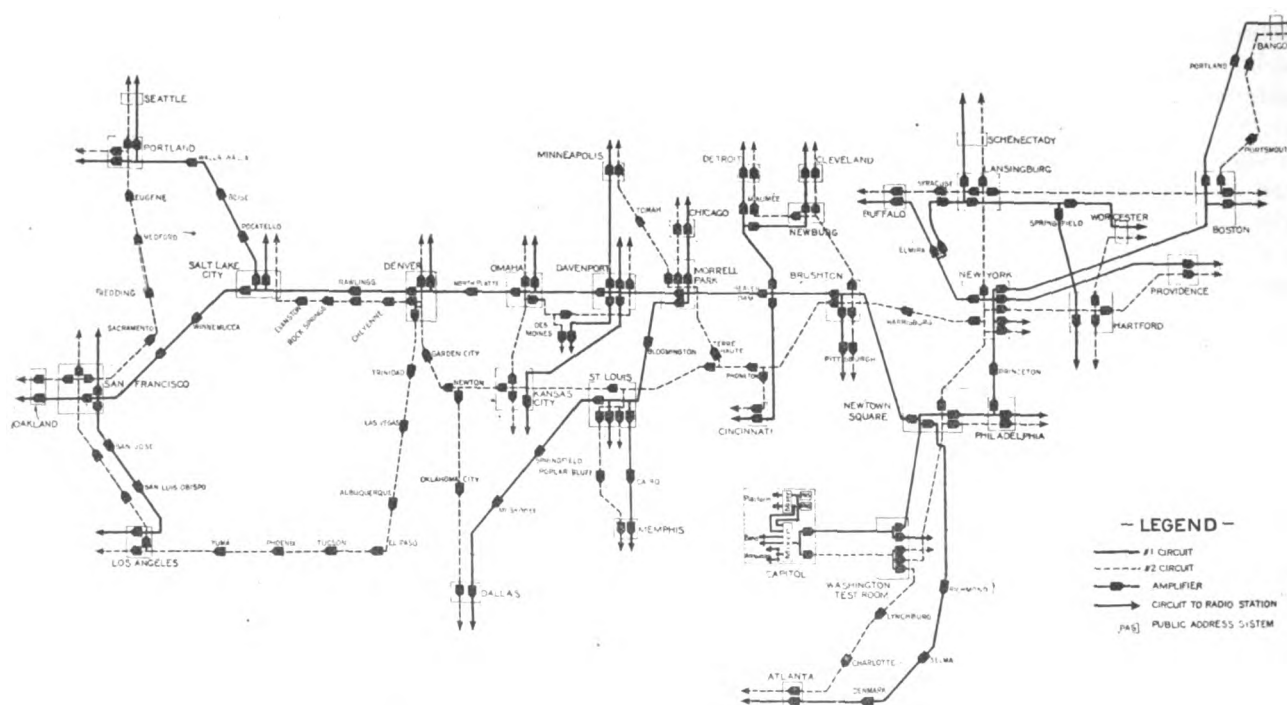 BANGO
PORTLAND
SEATTLE
PORTLAND
WALLA WALLA
MINNEAPOLIS
DETROIT
CLEVELAND
SCHENECTADY
PORTSMOUT
LANSINGBURG
SYRACUSE
EUGENE
BOISE
TOMAH
CHICAGO
MAUMEE
NEWBURG
BUFFALO
SPRINGFIELD
WORCESTER
BOSTON
MEDFORD
POCATELLO
ELMIRA
SALT LAKE
CITY
DENVER
OMAHA
DAVENPORT
MORRELL
PARK
BRUSHTON
NEW YORK
PROVIDENCE
REDDING
RAWLINGS
NORTH PLATTE
BEAVER
DAM
EVANSTON
ROCK SPRINGS
CHEYENNE
HARRISBURG
HARTFORD
SACRAMENTO
WINNEMUCCA
DES
MOINES
GARDEN CITY
BLOOMINGTON
TERRE
HAUTE
PITTSBURGH
TRINIDAD
ST. LOUIS
PRINCETON
SAN FRANCISCO
NEWTON
KANSAS
CITY
OAKLAND
CINCINNATI
NEWTOWN
SQUARE
PHILADELPHIA
LAS VEGAS
SAN JOSE
SPRINGFIELD
POPLAR BLUFF
OKLAHOMA CITY
CAIRO
SAN LUIS OBISPO
ALBUQUERQUE
MEMPHIS
LOS ANGELES
YUMA
PHOENIX
TUCSON
EL PASO
CAPITOL
WASHINGTON
TEST ROOM
DALLAS
RICHMOND
LYNCHBURG
CHARLOTTE
SELMA
ATLANTA
DENMARK
- LEGEND -
#1 CIRCUIT
#2 CIRCUIT
AMPLIFIER
CIRCUIT TO RADIO STATION
PAS PUBLIC ADDRESS SYSTEM